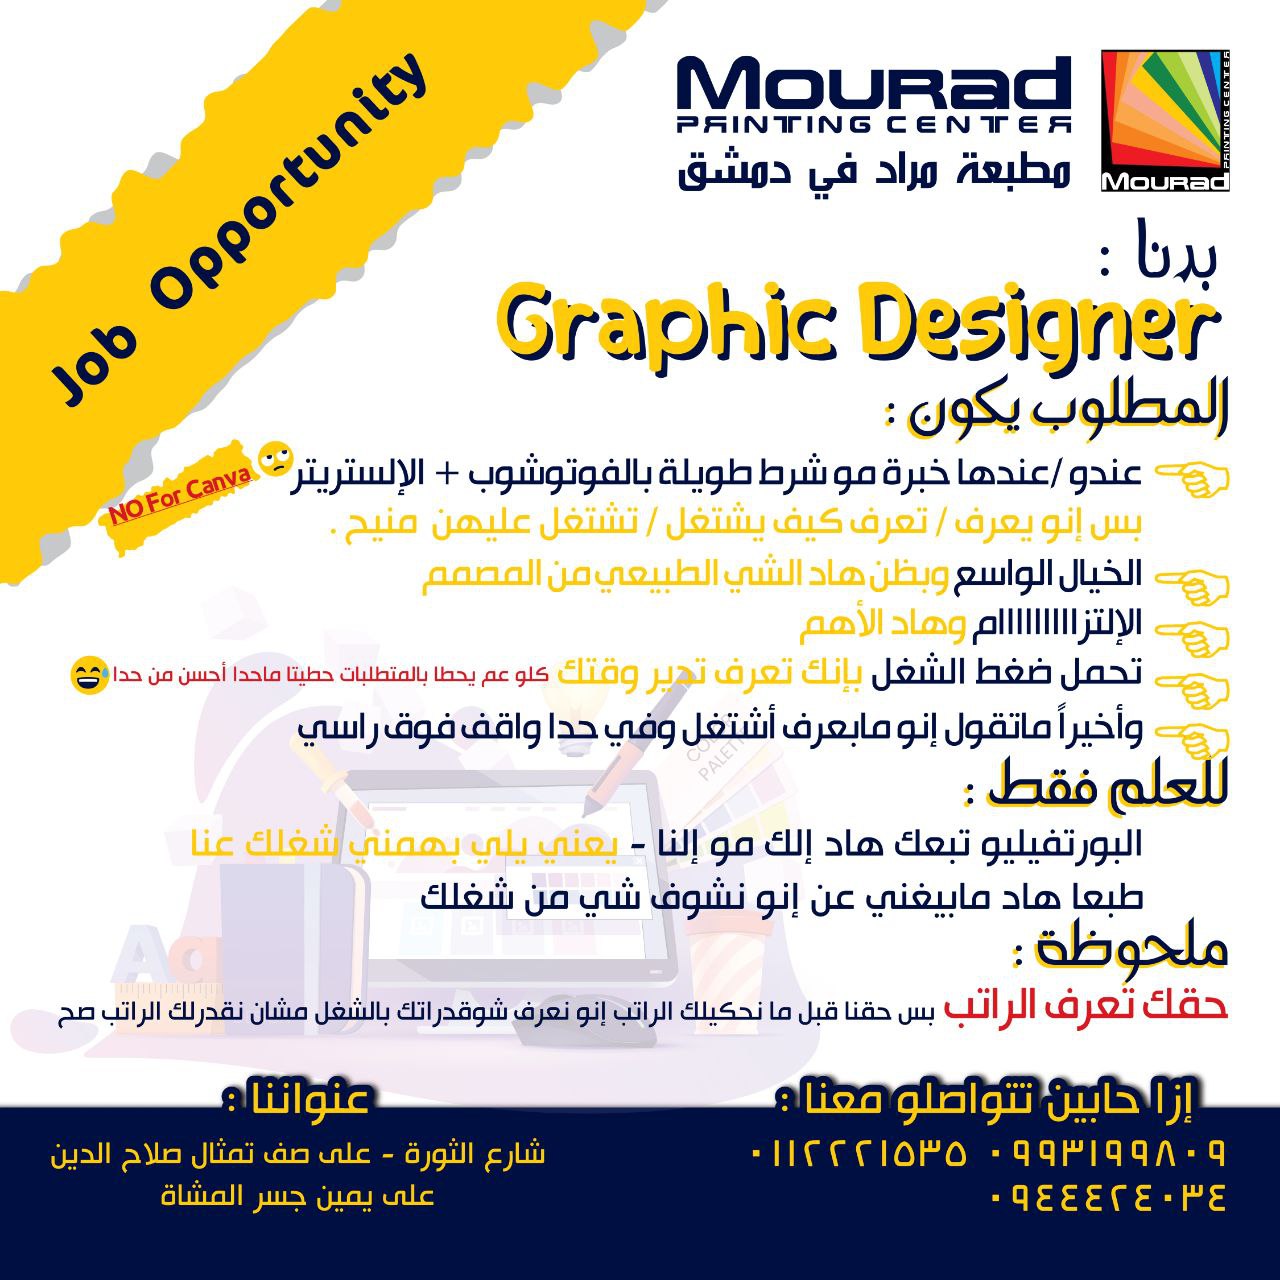 Job Opportunity
Mourad
PRINTING CENTER
مطبعة مراد في دمشق
Mourad
PRINTING CENTER
بدنا :
Graphic Designer
المطلوب يكون :
عندو /عندها خبرة مو شرط طويلة بالفوتوشوب + الإلستريتر
NO For Canva
بس إنو يعرف / تعرف كيف يشتغل / تشتغل عليهن منيح .
الخيال الواسع وبظن هاد الشي الطبيعي من المصمم
الإلتزاااااااااام وهاد الأهم
تحمل ضغط الشغل بإنك تعرف تدير وقتك كلو عم يحطا بالمتطلبات حطيتا ماحدا أحسن من حدا
وأخيراً ماتقول إنو مابعرف أشتغل وفي حدا واقف فوق راسي
COLOR PALETTE
للعلم فقط :
البورتفيليو تبعك هاد إلك مو إلنا - يعني يلي بهمني شغلك عنا
طبعا هاد مابيغني عن إنو نشوف شي من شغلك
Ag
ملحوظة :
حقك تعرف الراتب بس حقنا قبل ما نحكيلك الراتب إنو نعرف شوقدراتك بالشغل مشان نقدرلك الراتب صح
إزا حابين تتواصلو معنا :
٠٩٩٣١٩٩٨٠٩ ٠١١٢٢٢١٥٣٥
٠٩٤٤٤٢٤٠٣٤
عنواننا :
شارع الثورة - على صف تمثال صلاح الدين
على يمين جسر المشاة